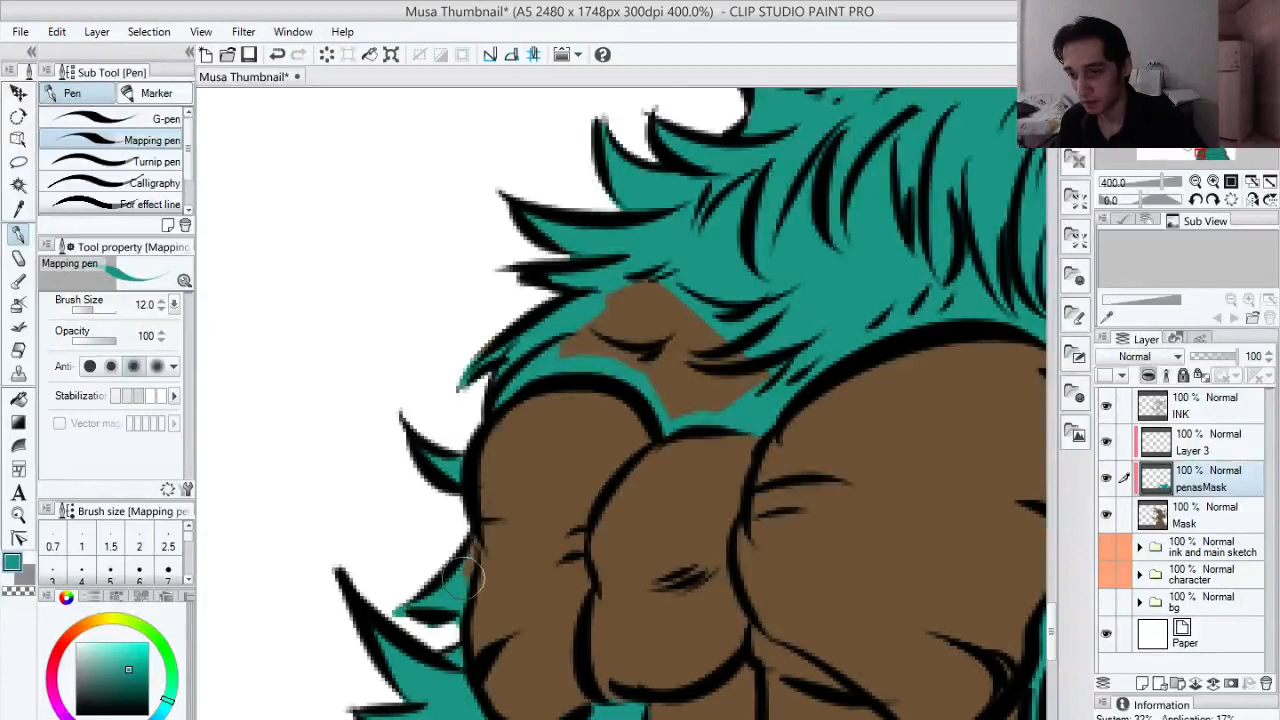 Musa Thumbnail* (A5 2480 x 1748px 300dpi 400.0%) - CLIP STUDIO PAINT PRO
File Edit Layer Selection View Filter Window Help
Sub Tool [Pen]
Musa Thumbnail*
Pen Marker
G-pen
Mapping pen
Turnip pen
Calligraphy
For effect line
Tool property [Mapping
Mapping pen
Brush Size 12.0
Opacity 100
Anti-
Stabilization
Vector mag
Brush size [Mapping pe
0.7 1 1.5 2 2.5
3 4
400.0
0.0
Sub View
Layer
Normal 100
100 % Normal
INK
100 % Normal
Layer 3
100 % Normal
penasMask
100 % Normal
Mask
100 % Normal
ink and main sketch
100 % Normal
character
100 % Normal
bg
Paper
Information